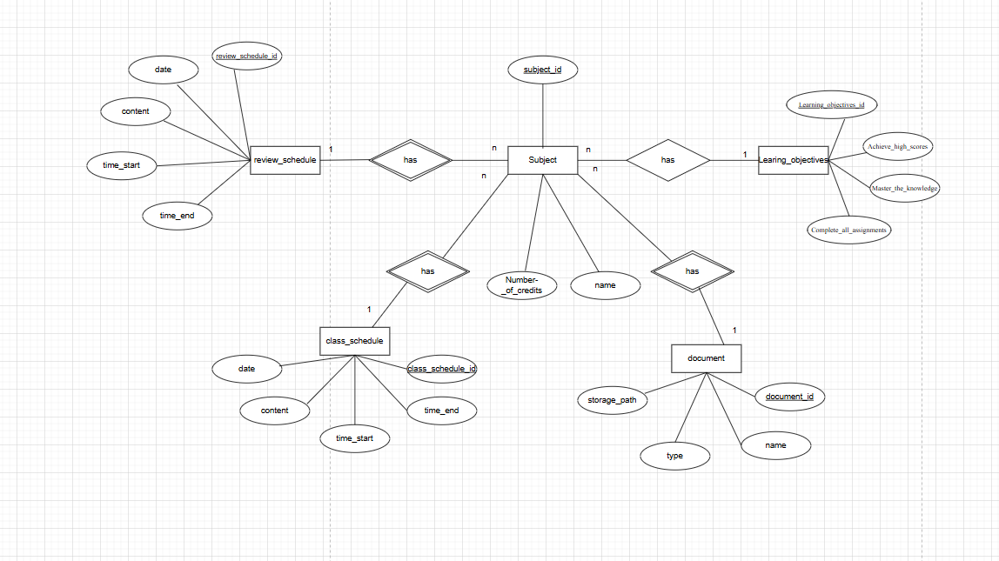 review_schedule_id
date
subject_id
Learning_objectives_id
content
Achieve_high_scores
1
n
n
time_start
review_schedule
has
Subject
has
1
Learing_objectives
n
n
Master_the_knowledge
time_end
Complete_all_assignments
has
Number-
_of_credits
name
has
1
1
class_schedule
document
date
class_schedule_id
storage_path
document_id
content
time_end
time_start
name
type